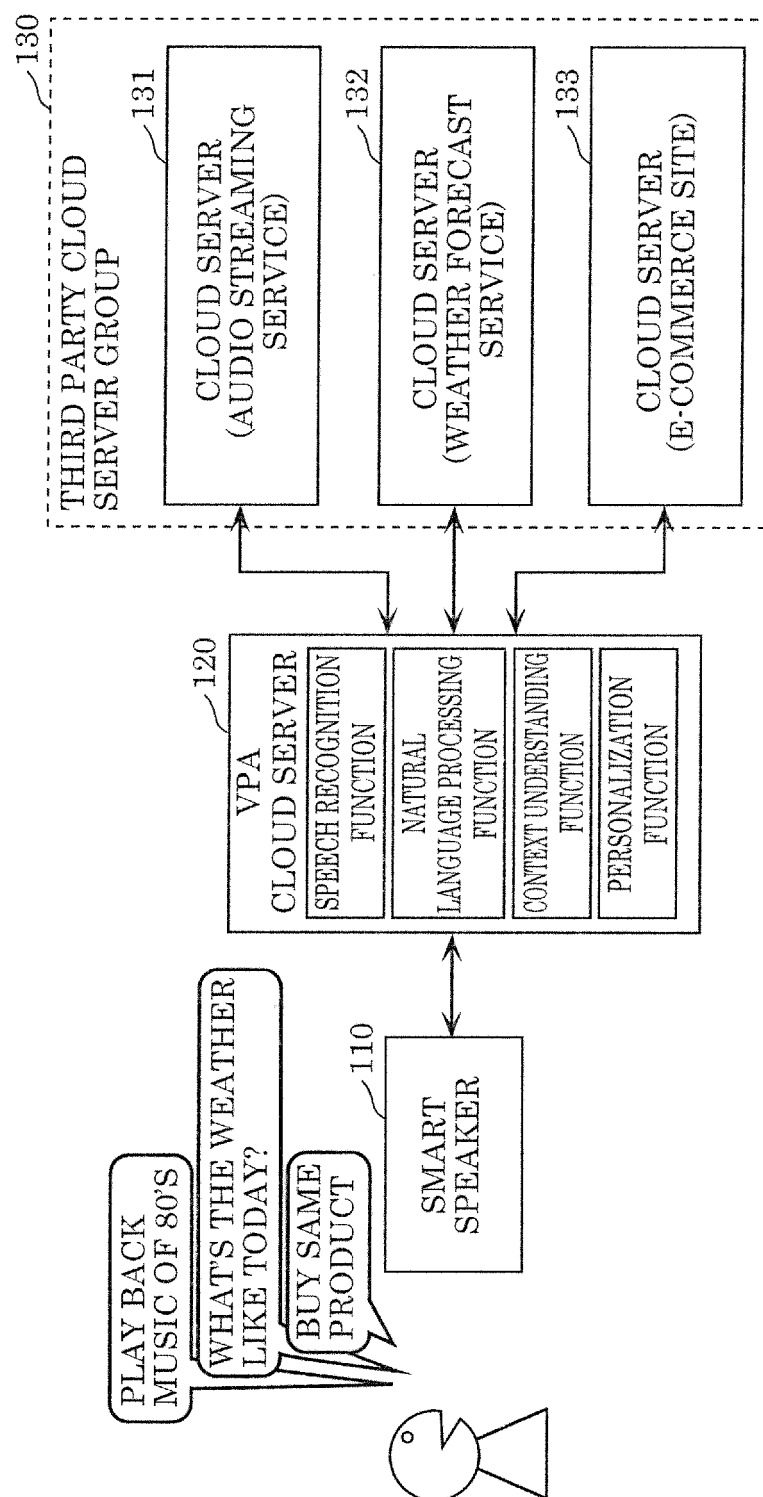 PLAY BACK
MUSIC OF 80'S
WHAT'S THE WEATHER
LIKE TODAY?
BUY SAME
PRODUCT
110
SMART
SPEAKER
120
VPA
CLOUD SERVER
SPEECH RECOGNITION
FUNCTION
NATURAL
LANGUAGE PROCESSING
FUNCTION
CONTEXT UNDERSTANDING
FUNCTION
PERSONALIZATION
FUNCTION
130
THIRD PARTY CLOUD
SERVER GROUP
131
CLOUD SERVER
(AUDIO STREAMING
SERVICE)
132
CLOUD SERVER
(WEATHER FORECAST
SERVICE)
133
CLOUD SERVER
(E-COMMERCE SITE)